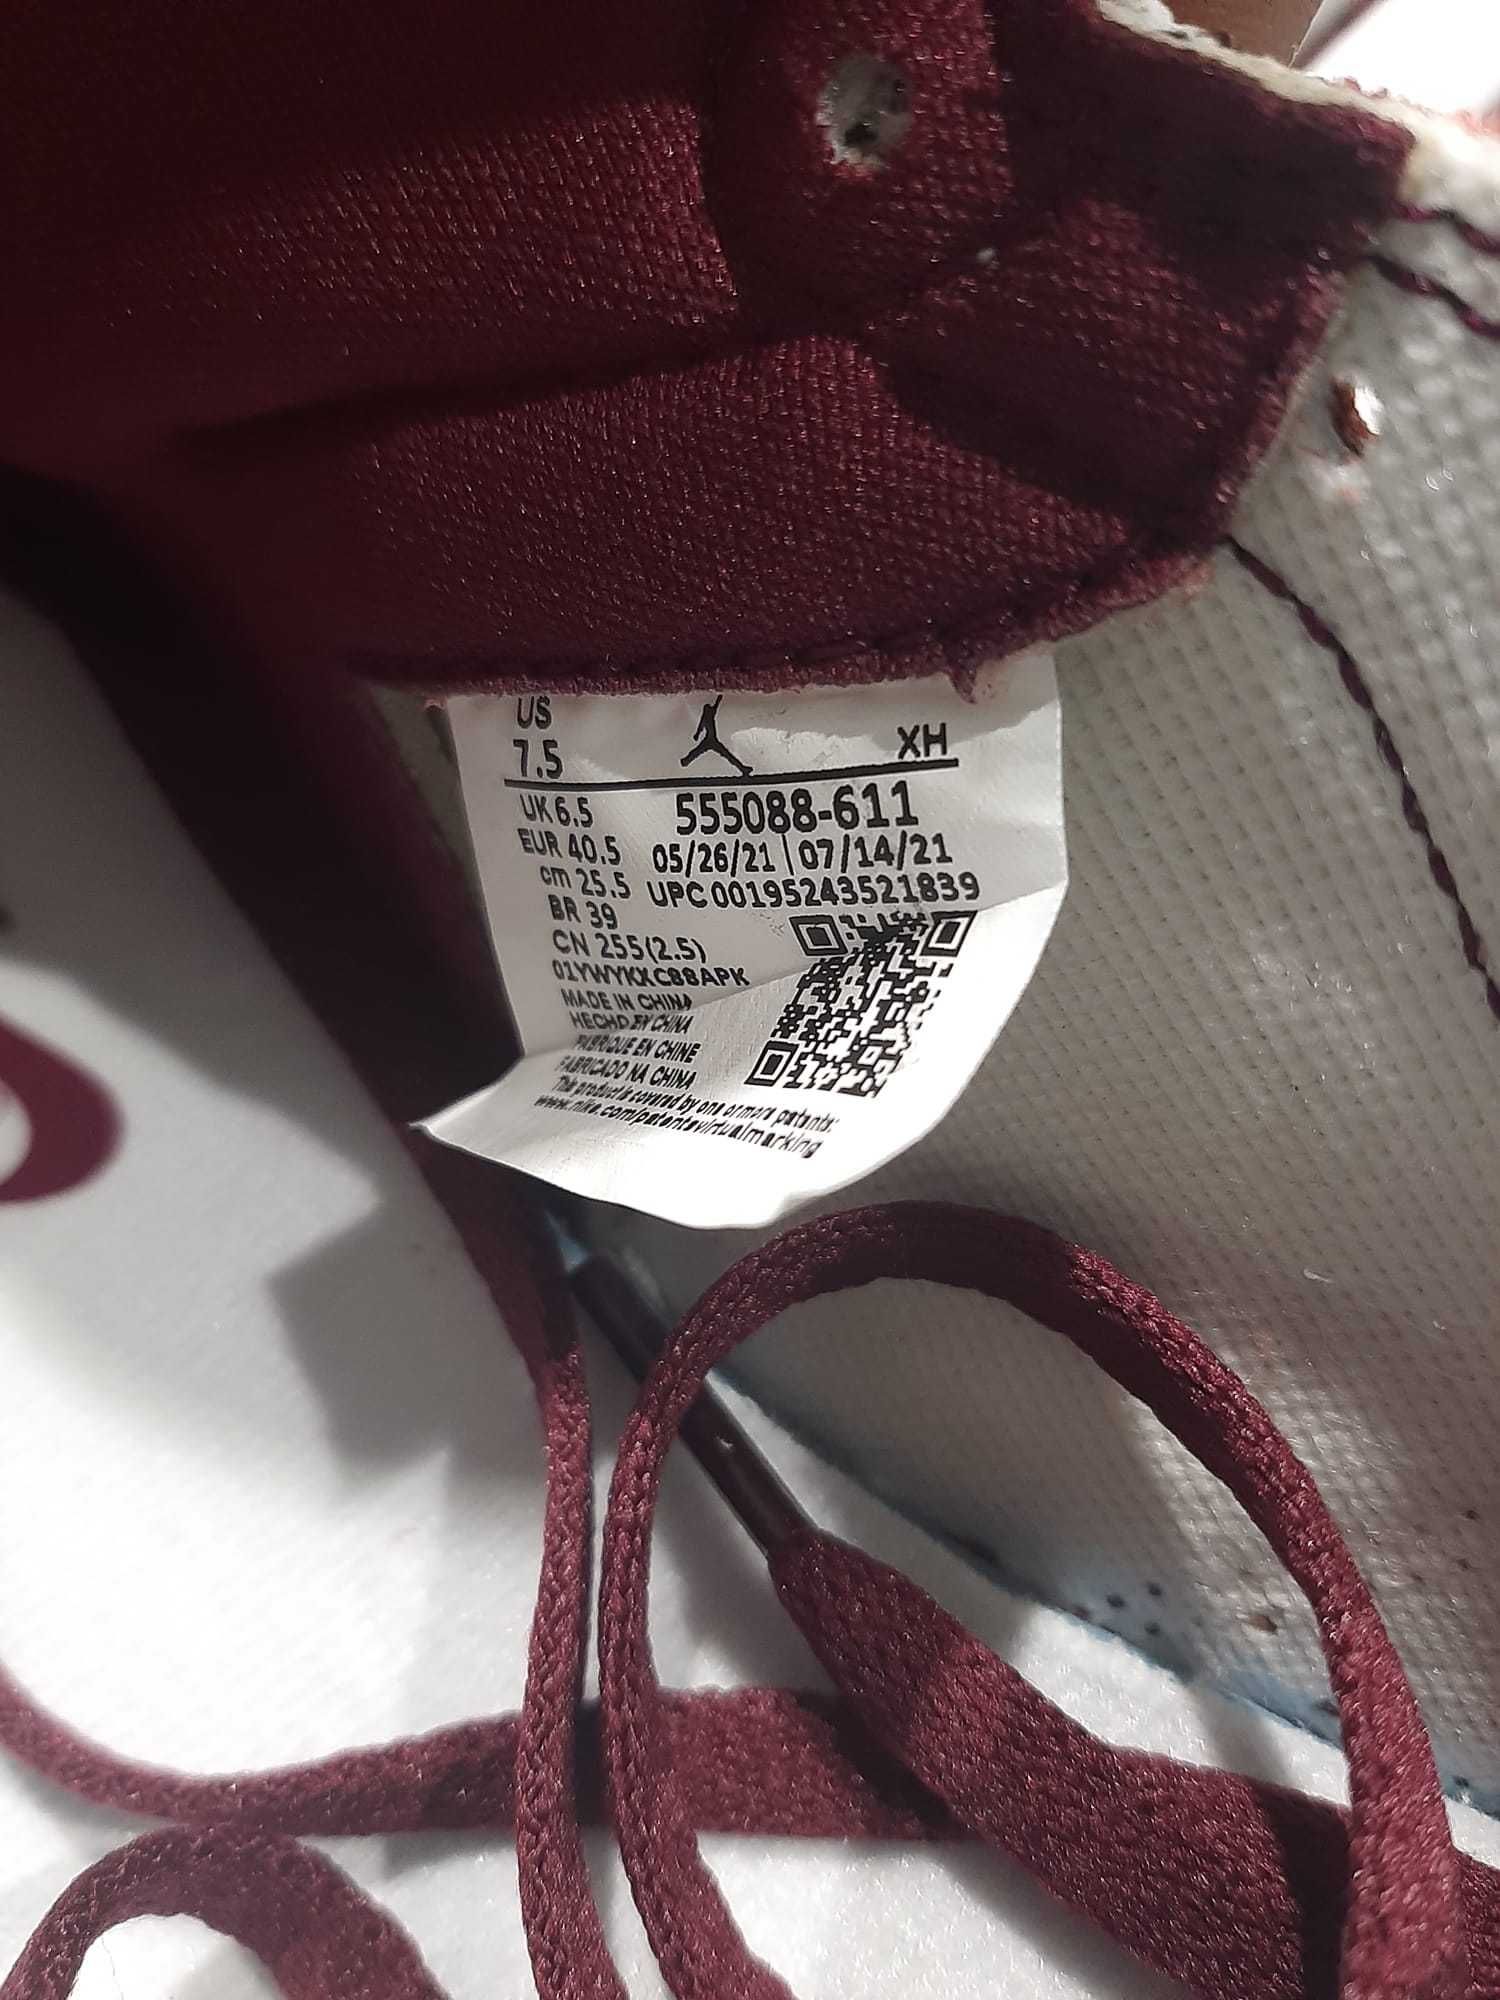 US
7.5
XH
UK 6.5
555088-611
EUR 40.5
05/26/21 | 07/14/21
cm 25.5
UPC 00195243521839
BR 39
CN 255(2.5)
01YWYKXC88APK
MADE IN CHINA
HECHO EN CHINA
FABRIQUE EN CHINE
FABRICADO NA CHINA
This product is covered by one or more patents:
www.nike.com/patentsvirtualmarking